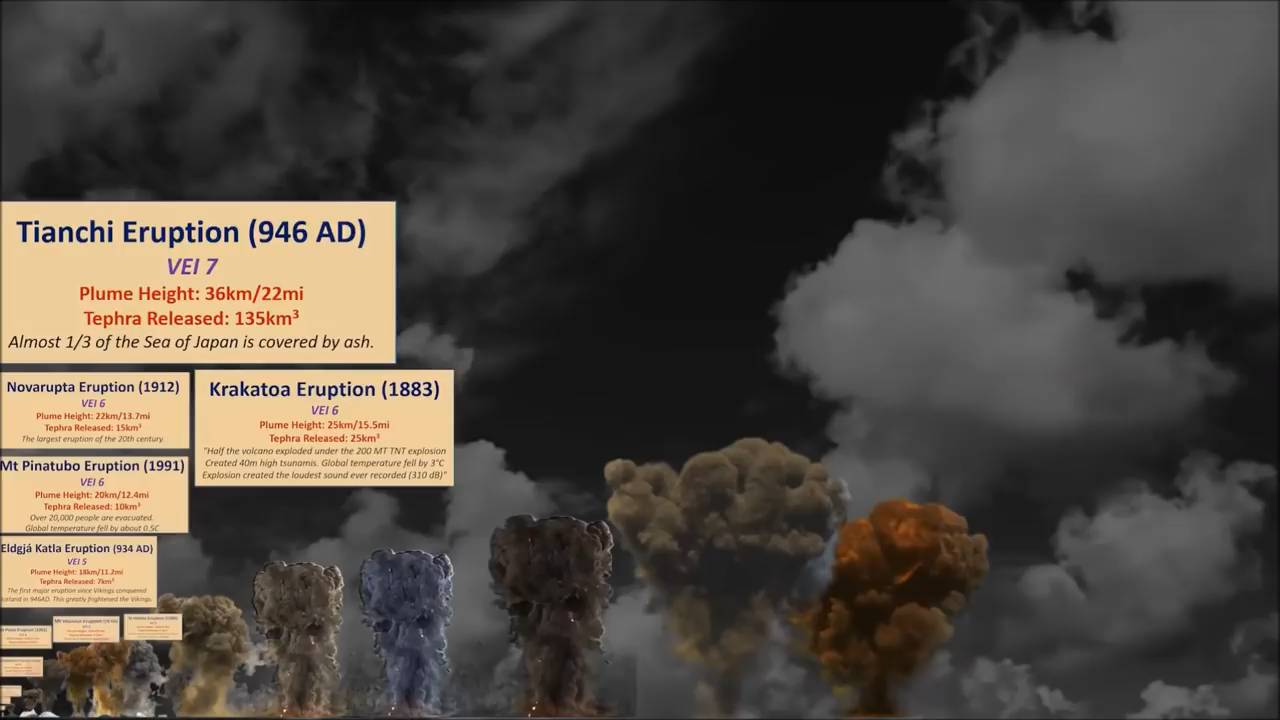 Tianchi Eruption (946 AD)
VEI 7
Plume Height: 36km/22mi
Tephra Released: 135km³
Almost 1/3 of the Sea of Japan is covered by ash.
Novarupta Eruption (1912)
VEI 6
Plume Height: 22km/13.7mi
Tephra Released: 15km³
The largest eruption of the 20th century.
Krakatoa Eruption (1883)
VEI 6
Plume Height: 25km/15.5mi
Tephra Released: 25km³
"Half the volcano exploded under the 200 MT TNT explosion
Created 40m high tsunamis. Global temperature fell by 3°C
Explosion created the loudest sound ever recorded (310 dB)"
Mt Pinatubo Eruption (1991)
VEI 6
Plume Height: 20km/12.4mi
Tephra Released: 10km³
Over 20,000 people are evacuated.
Global temperature fell by about 0.5C
Eldgjá Katla Eruption (934 AD)
VEI 5
Plume Height: 18km/11.2mi
Tephra Released: 7km³
The first major eruption since Vikings conquered
in 946AD. This greatly frightened the Vikings.
Eruption (79 AD)